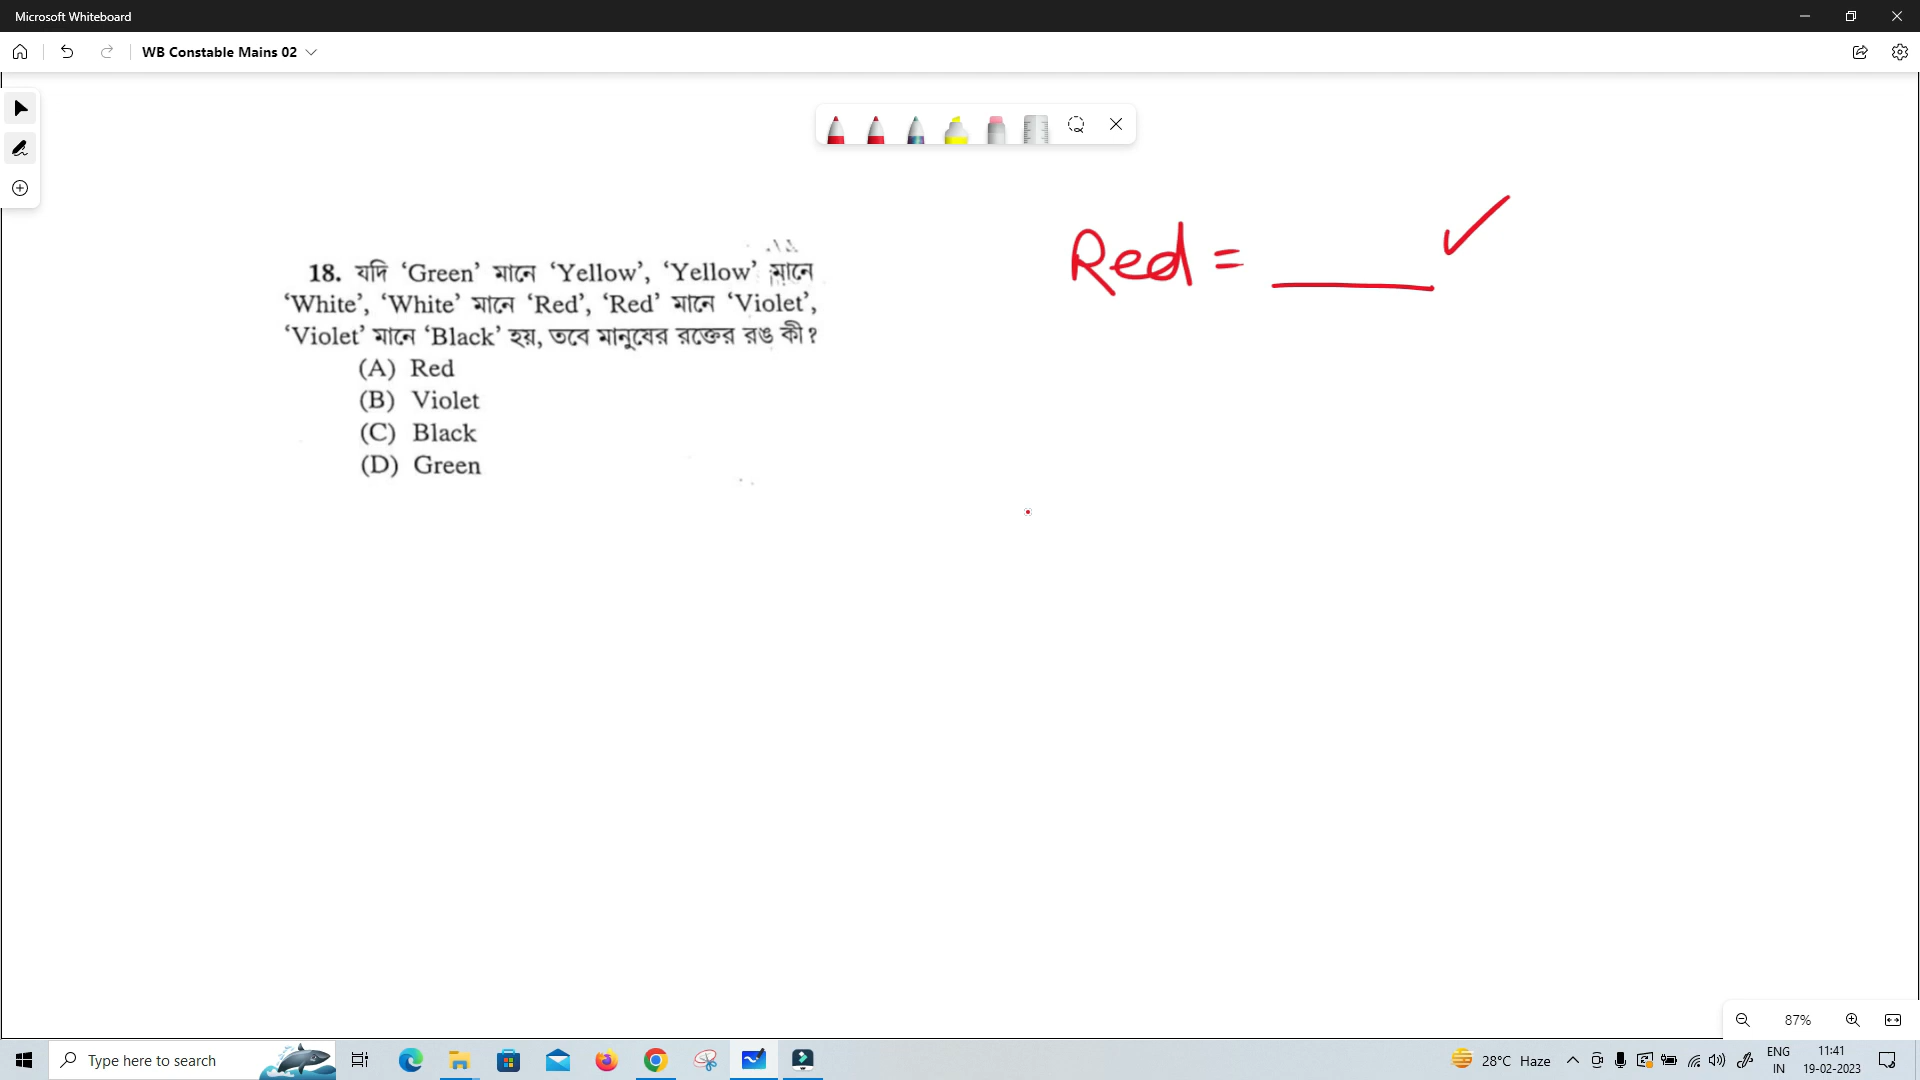 Microsoft Whiteboard
WB Constable Mains 02
Red = ____ ✓
18. যদি ‘Green’ মানে ‘Yellow’, ‘Yellow’ মানে
‘White’, ‘White’ মানে ‘Red’, ‘Red’ মানে ‘Violet’,
‘Violet’ মানে ‘Black’ হয়, তবে মানুষের রক্তের রঙ কী?
(A) Red
(B) Violet
(C) Black
(D) Green
87%
Type here to search
28°C Haze
ENG
IN
11:41
19-02-2023